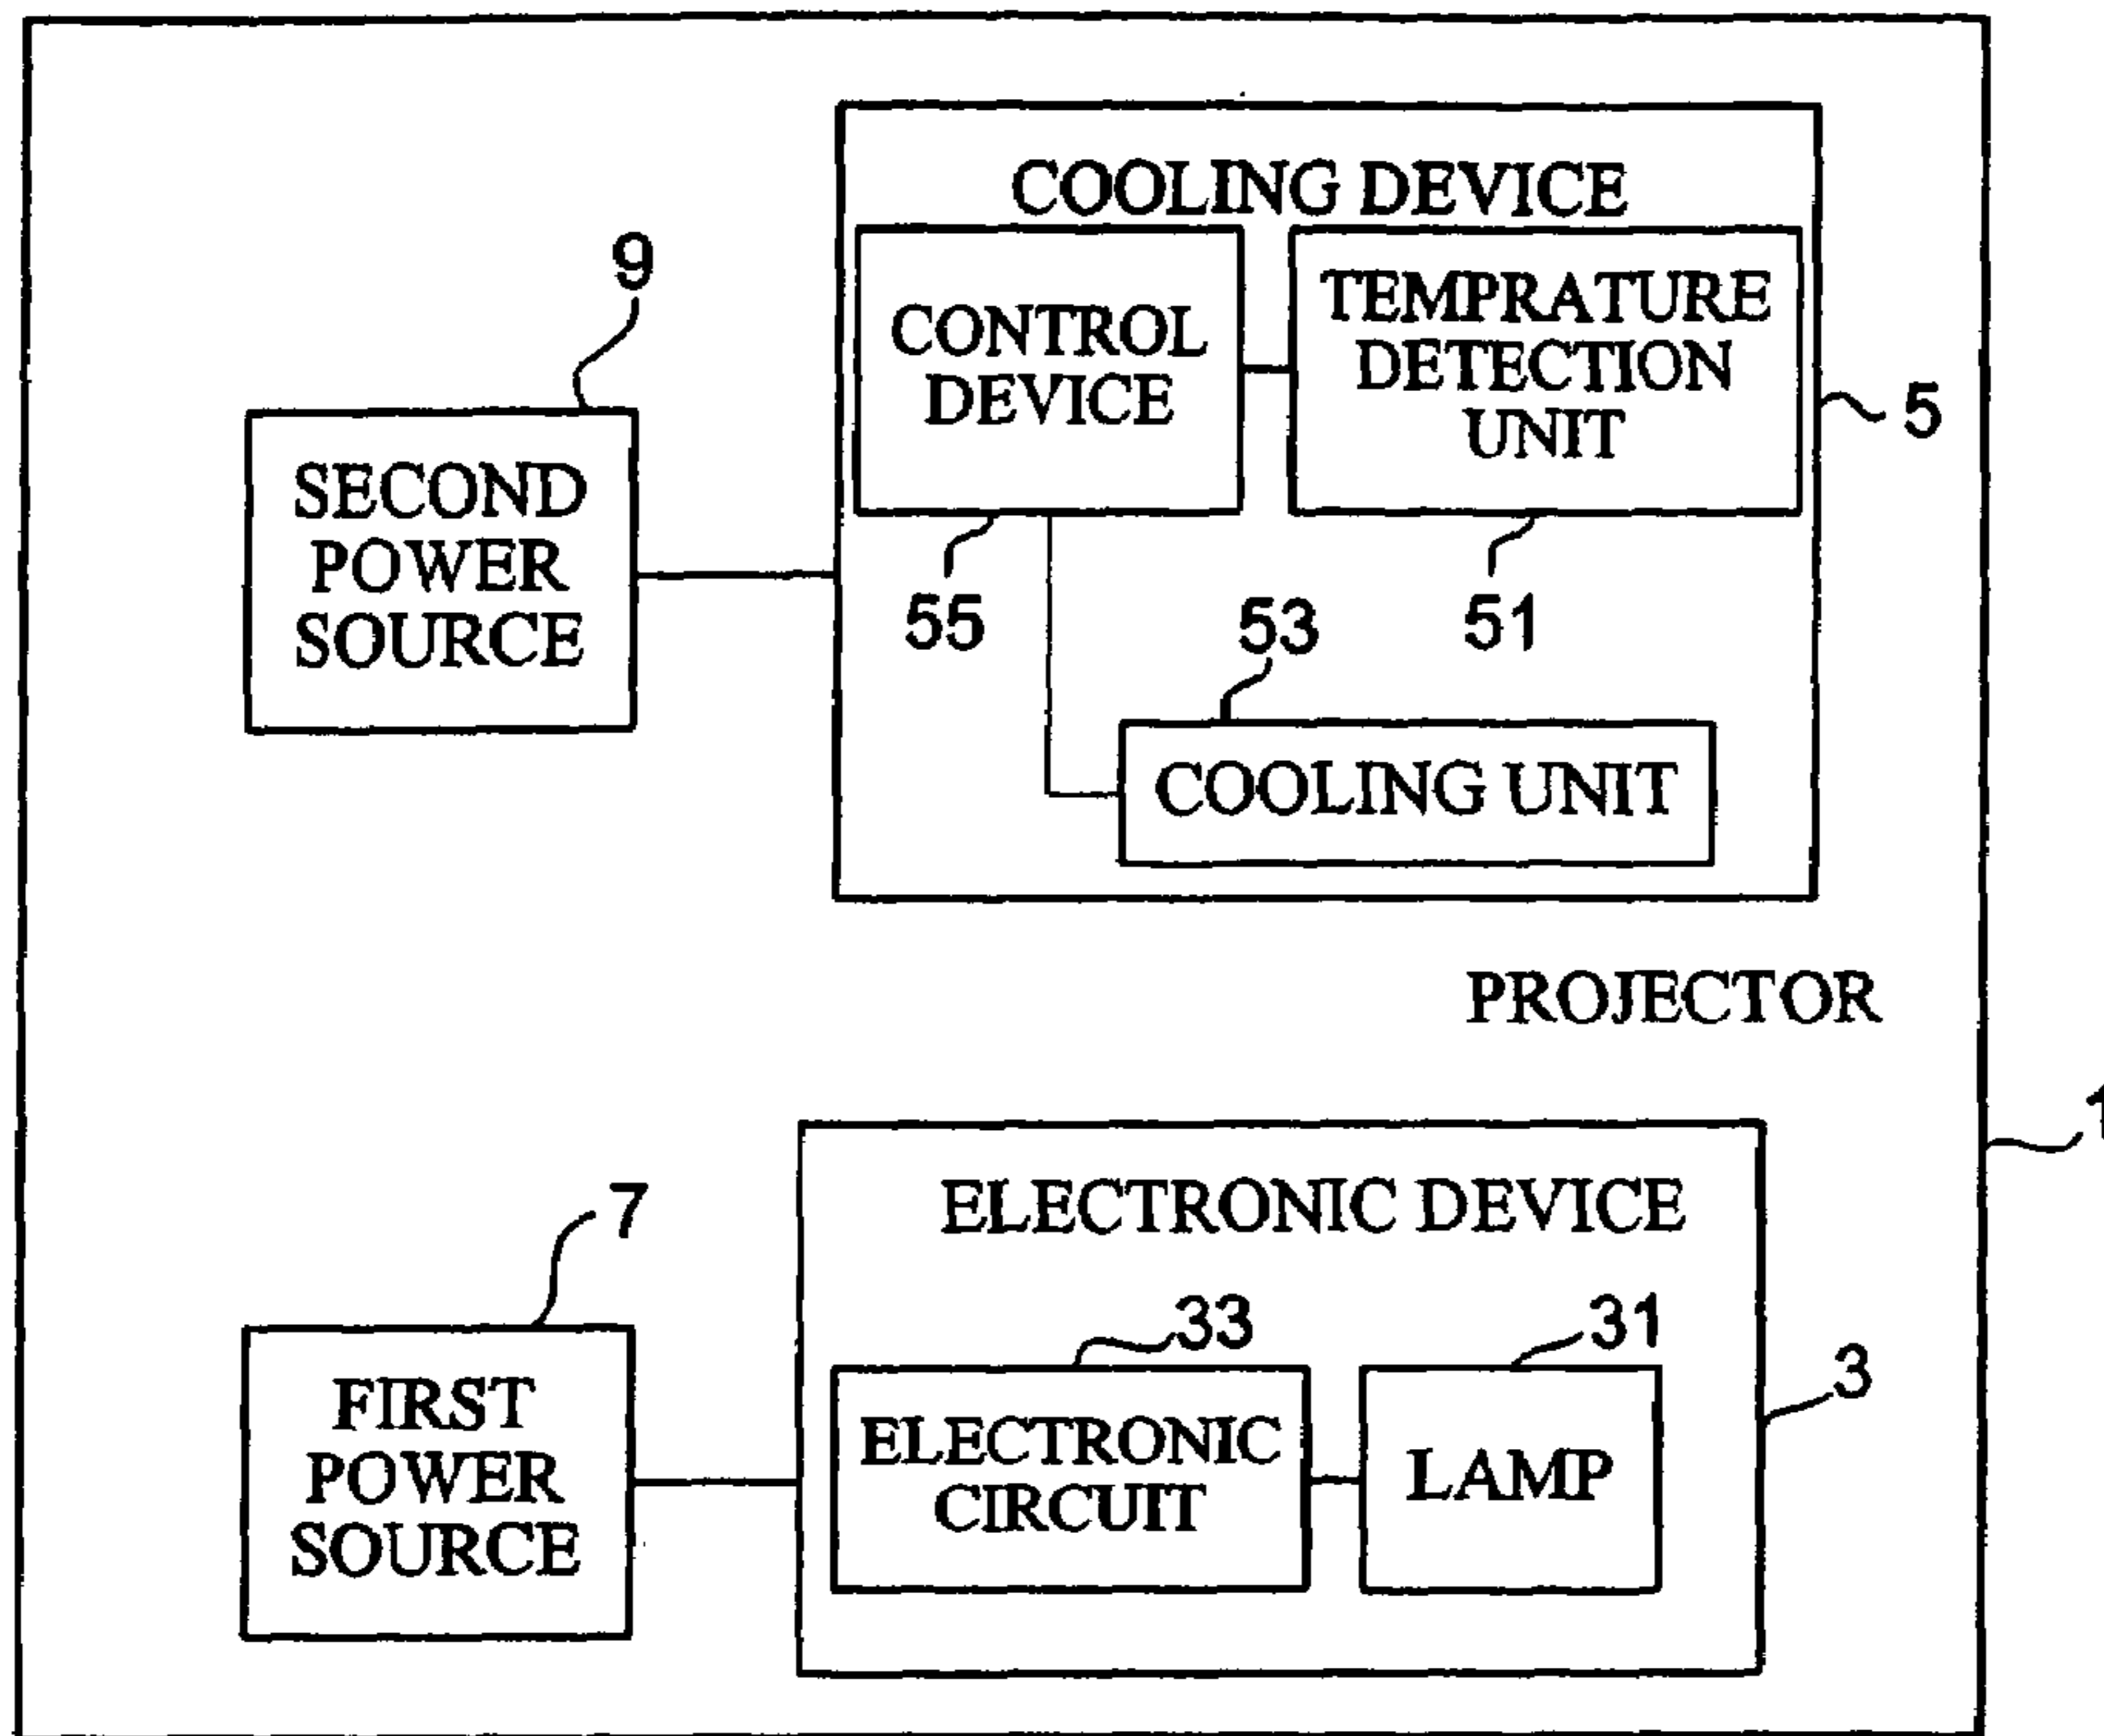 COOLING DEVICE
9
CONTROL
DEVICE
TEMPRATURE
DETECTION
UNIT
5
SECOND
POWER
SOURCE
55
53
51
COOLING UNIT
PROJECTOR
1
ELECTRONIC DEVICE
7
33
31
3
FIRST
POWER
SOURCE
ELECTRONIC
CIRCUIT
LAMP